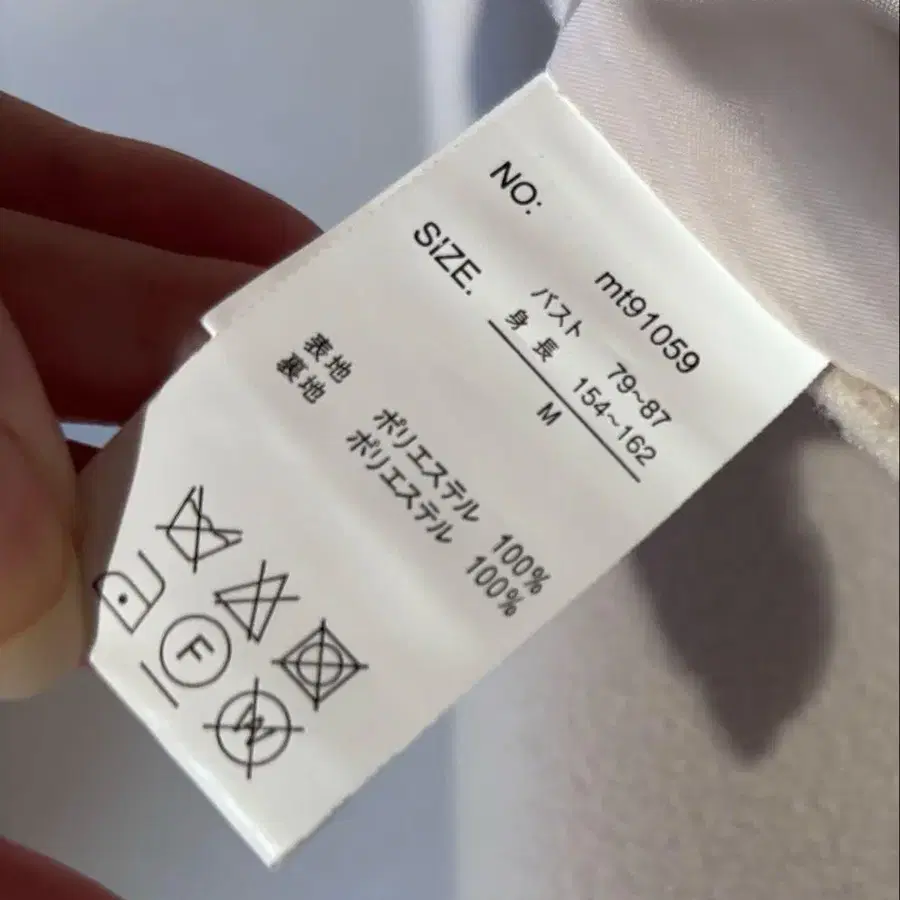 NO: mt91059
SiZE. バスト 79~87
身 長 154~162
M
表地 ポリエステル 100%
裏地 ポリエステル 100%
F
W